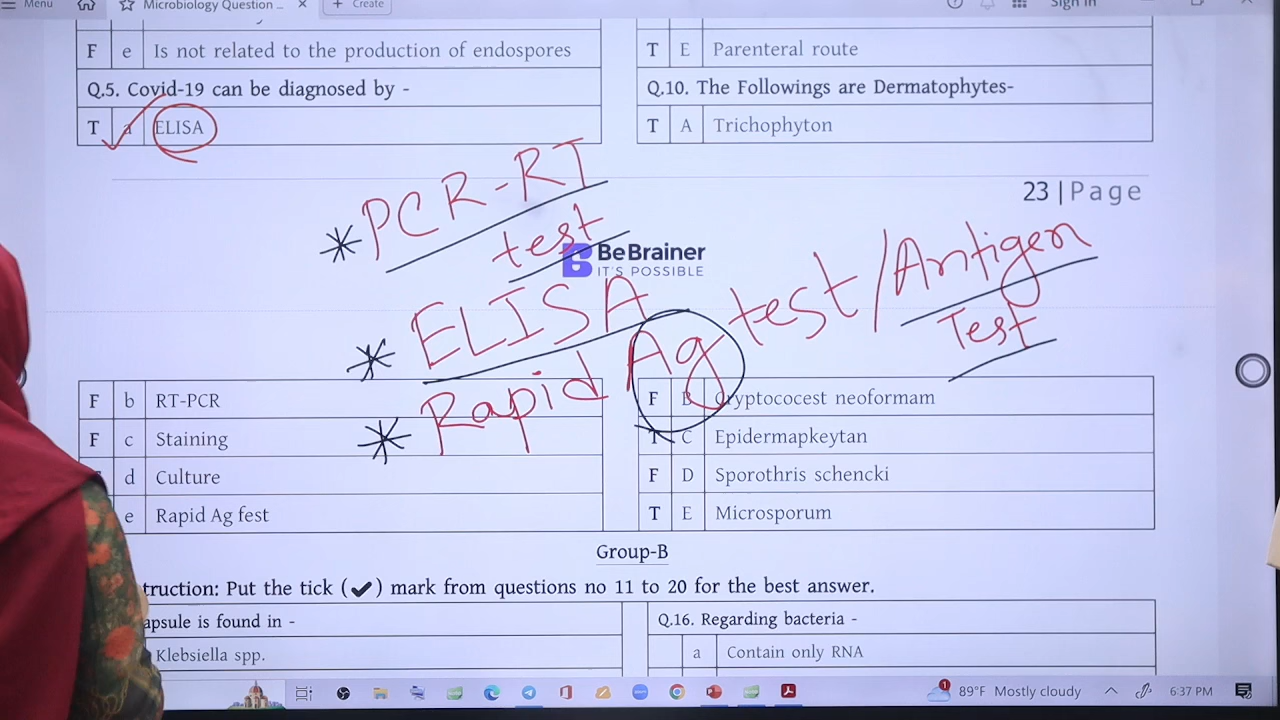 Menu
Microbiology Question ...
×
+ Create
Sign in
F e Is not related to the production of endospores
T E Parenteral route
Q.5. Covid-19 can be diagnosed by -
Q.10. The Followings are Dermatophytes-
T a ELISA
T A Trichophyton
23 | Page
* PCR-RT
test
Be Brainer
IT'S POSSIBLE
* ELISA
* Rapid Ag test / Antigen
Test
F b RT-PCR
F B Cryptococest neoformam
F c Staining
T C Epidermapkeytan
d Culture
F D Sporothris schencki
e Rapid Ag fest
T E Microsporum
Group-B
truction: Put the tick (✔) mark from questions no 11 to 20 for the best answer.
apsule is found in -
Q.16. Regarding bacteria -
Klebsiella spp.
a Contain only RNA
1
89°F Mostly cloudy
6:37 PM